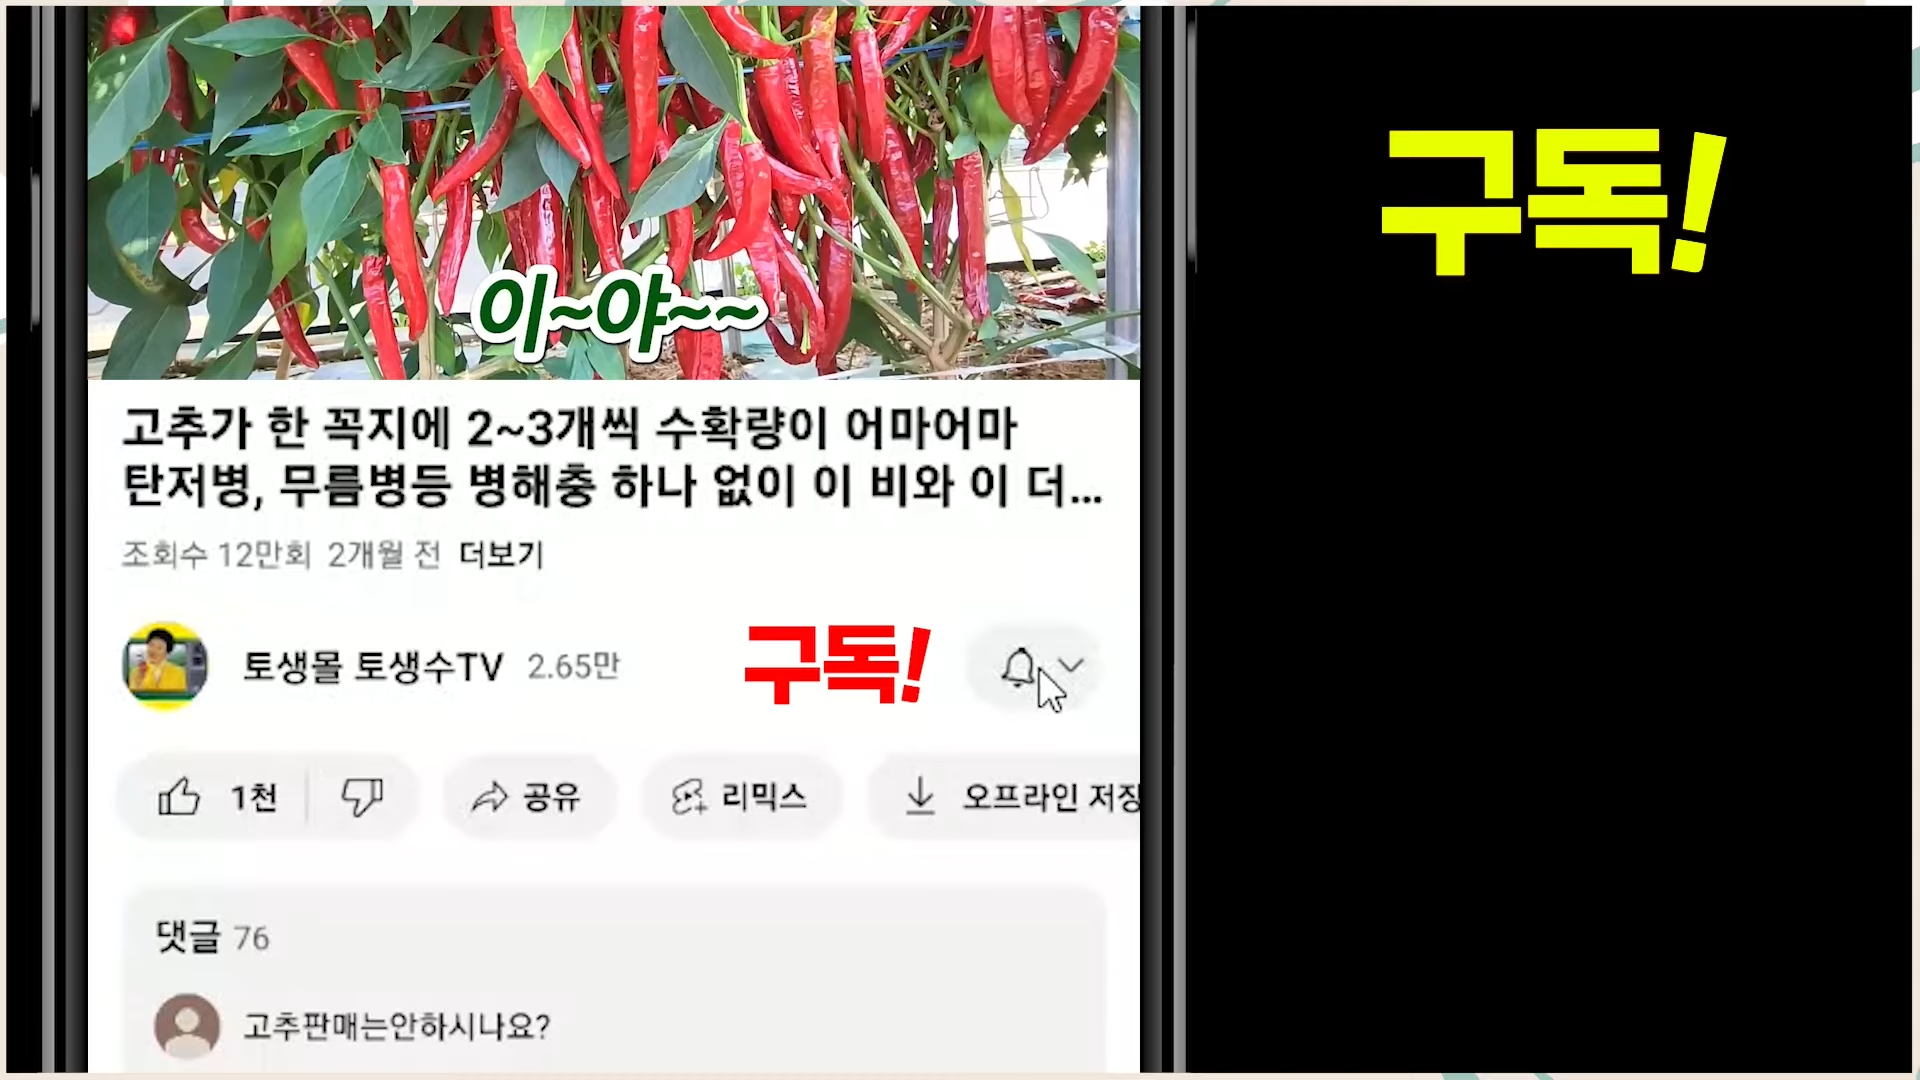 이~야~~
구독!
고추가 한 꼭지에 2~3개씩 수확량이 어마어마
탄저병, 무름병등 병해충 하나 없이 이 비와 이 더...
조회수 12만회 2개월 전 더보기
토생몰 토생수TV 2.65만
구독!
1천
공유
리믹스
오프라인 저장
댓글 76
고추판매는안하시나요?